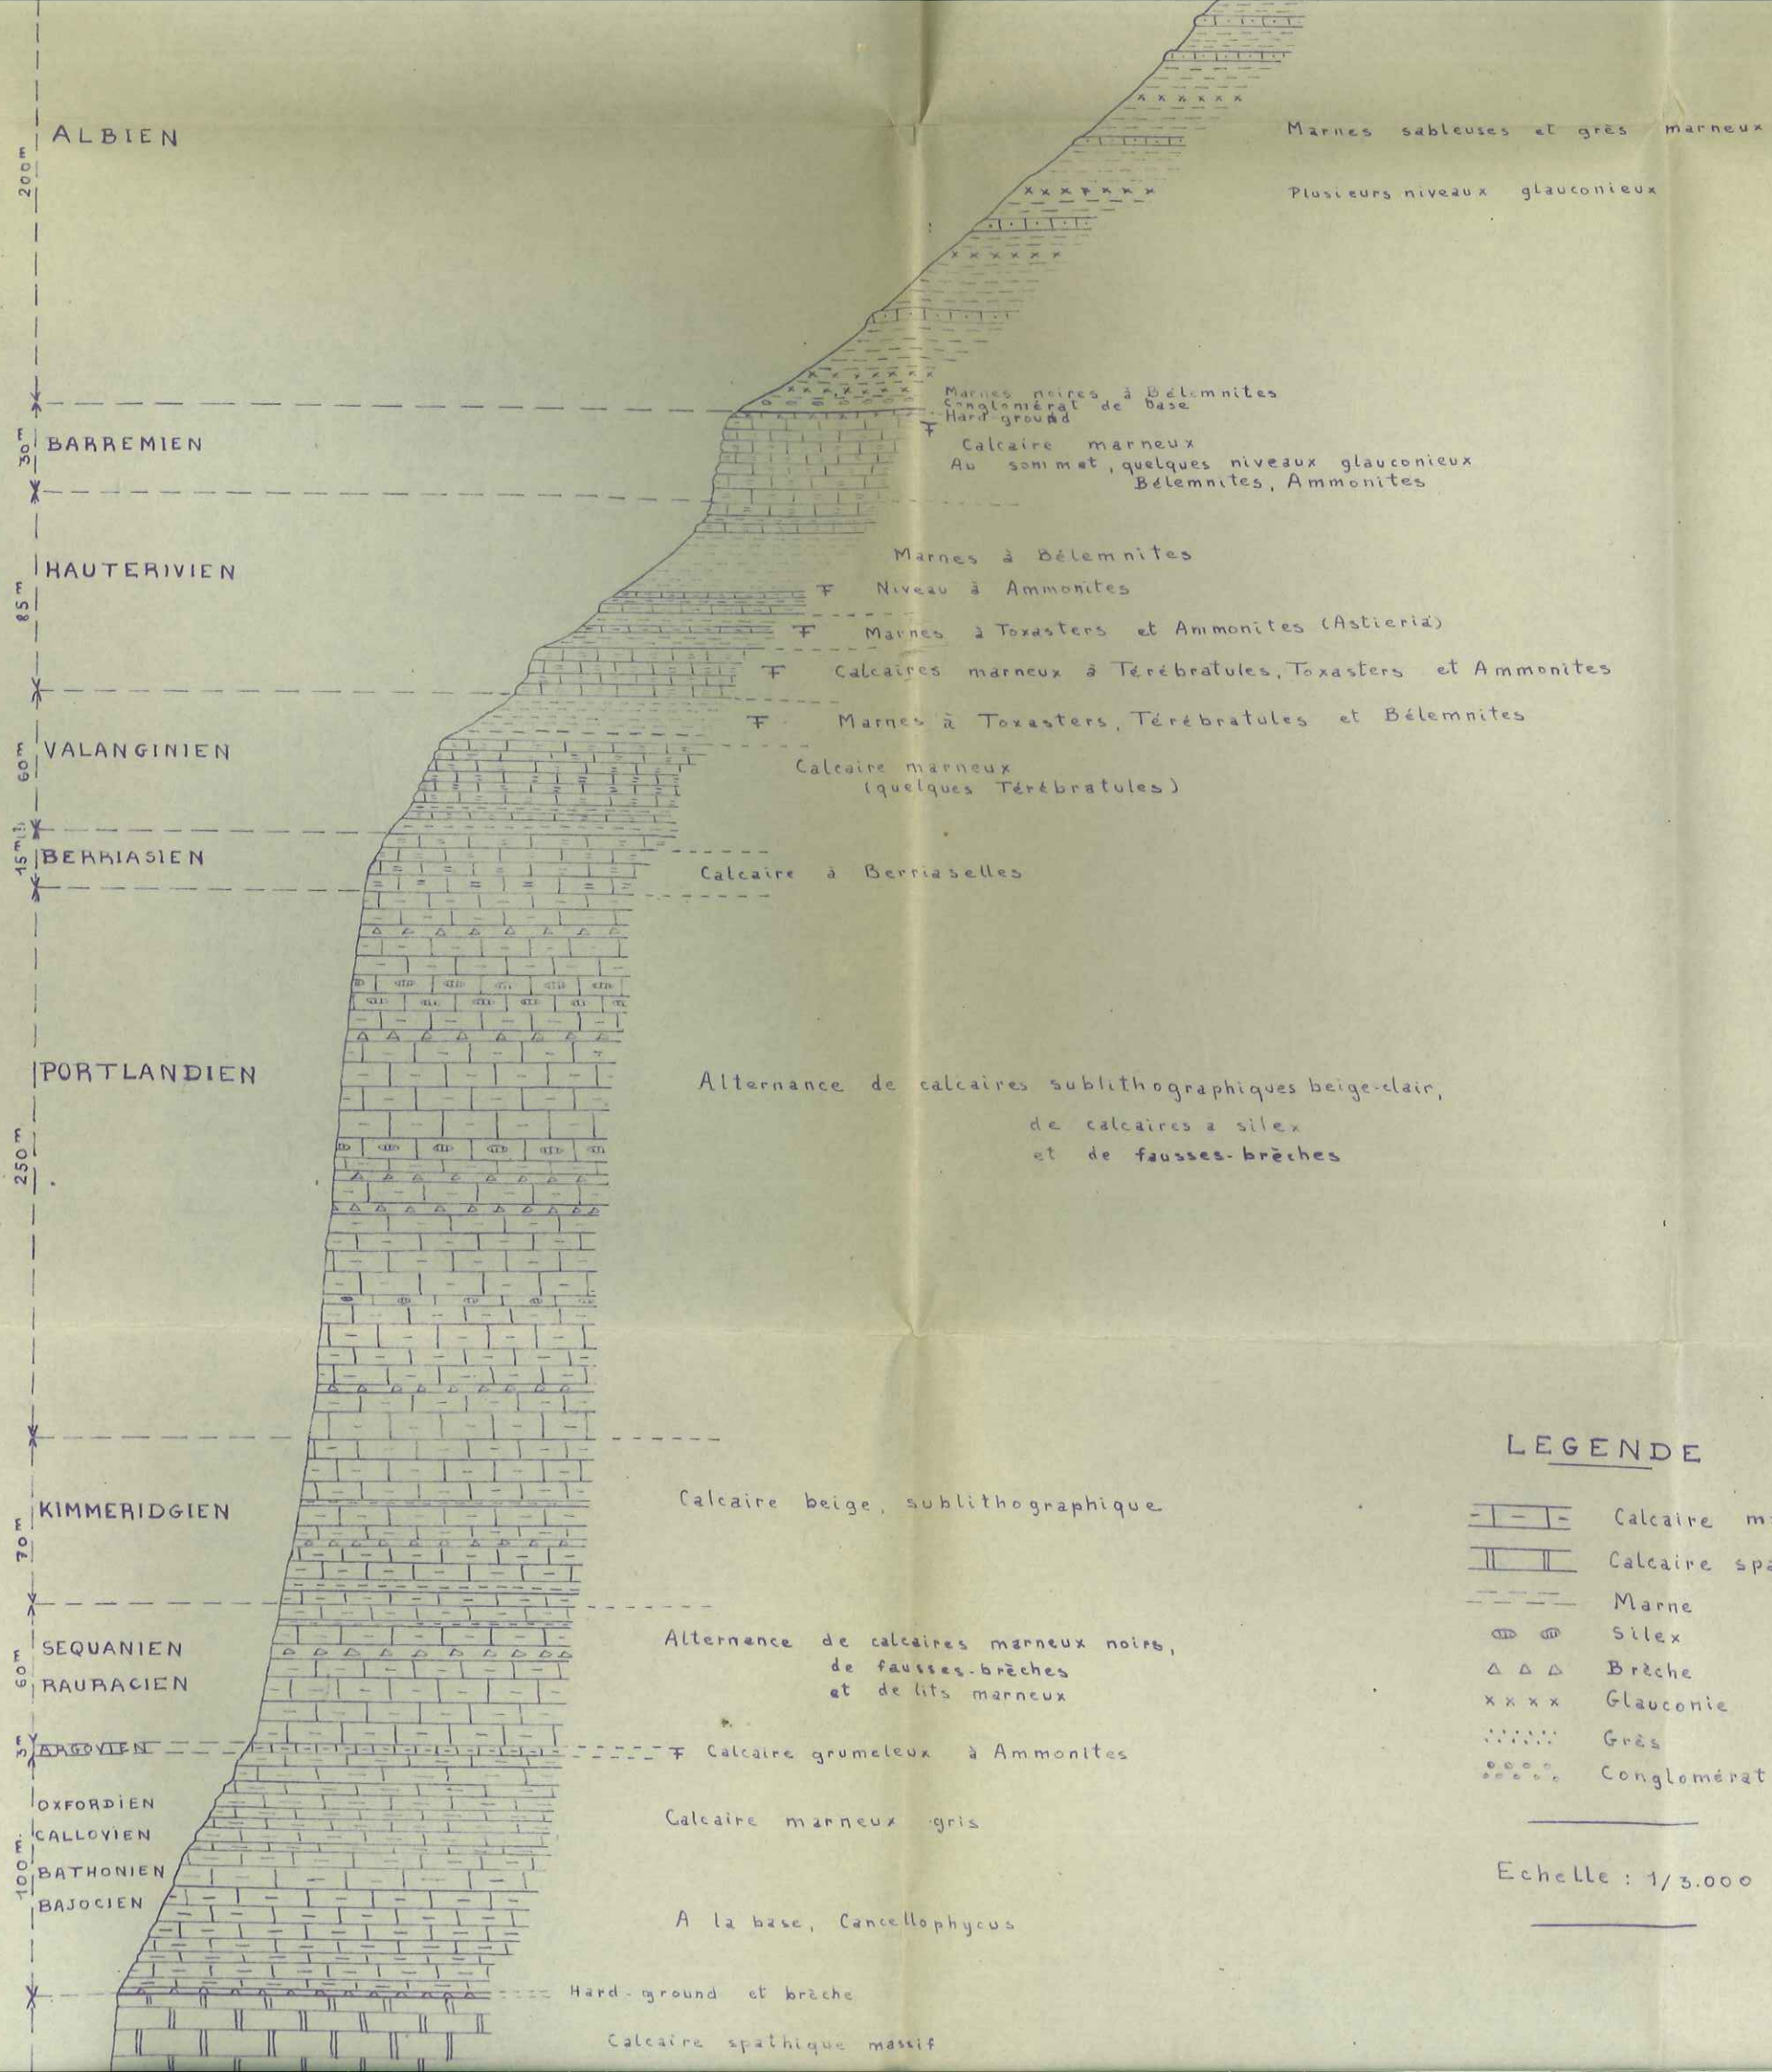 ALBIEN
200 m
Marnes sableuses et grès marneux
Plusieurs niveaux glauconieux
Marnes noires à Bélemnites
Conglomérat de base
Hard-ground
BARREMIEN
30 m
Calcaire marneux
Au sommet, quelques niveaux glauconieux
Bélemnites, Ammonites
HAUTERIVIEN
85 m
Marnes à Bélemnites
F Niveau à Ammonites
F Marnes à Toxasters et Ammonites (Astieria)
F Calcaires marneux à Térébratules, Toxasters et Ammonites
F Marnes à Toxasters, Térébratules et Bélemnites
VALANGINIEN
60 m
Calcaire marneux
(quelques Térébratules)
BERRIASIEN
15 m (?)
Calcaire à Berriaselles
PORTLANDIEN
250 m
Alternance de calcaires sublithographiques beige-clair,
de calcaires a silex
et de fausses-brèches
KIMMERIDGIEN
70 m
Calcaire beige, sublithographique
SEQUANIEN
RAURACIEN
60 m
Alternance de calcaires marneux noirs,
de fausses-brèches
et de lits marneux
ARGOVIEN
3 m
F Calcaire grumeleux à Ammonites
OXFORDIEN
CALLOVIEN
BATHONIEN
BAJOCIEN
100 m.
Calcaire marneux gris
A la base, Cancellophycus
Hard-ground et brèche
Calcaire spathique massif
LEGENDE
Calcaire m
Calcaire spa
Marne
Silex
Brèche
Glauconie
Grès
Conglomérat
Echelle : 1/3.000